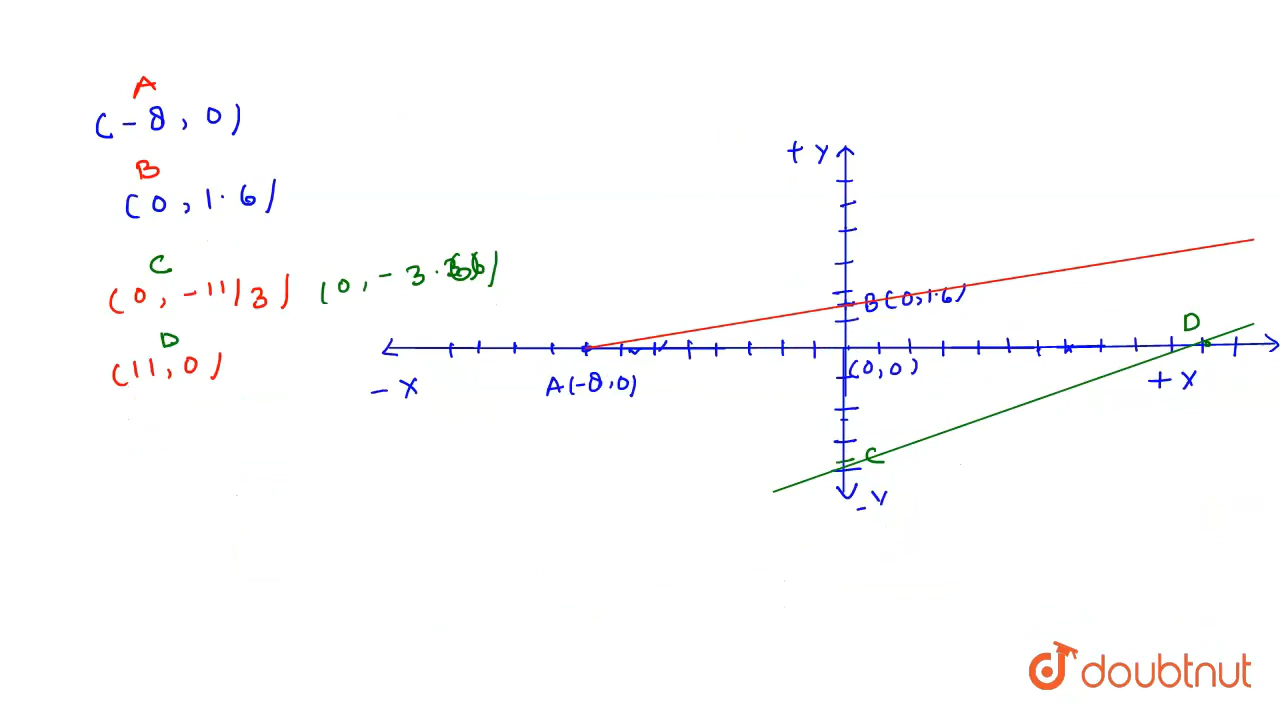 A
(-8, 0)
B
(0, 1.6)
C
(0, -11/3) (0, -3.
D
(11, 0)
+ Y
B(0, 1.6)
D
A(-8, 0)
(0, 0)
- X
+ X
C
- Y
doubtnut